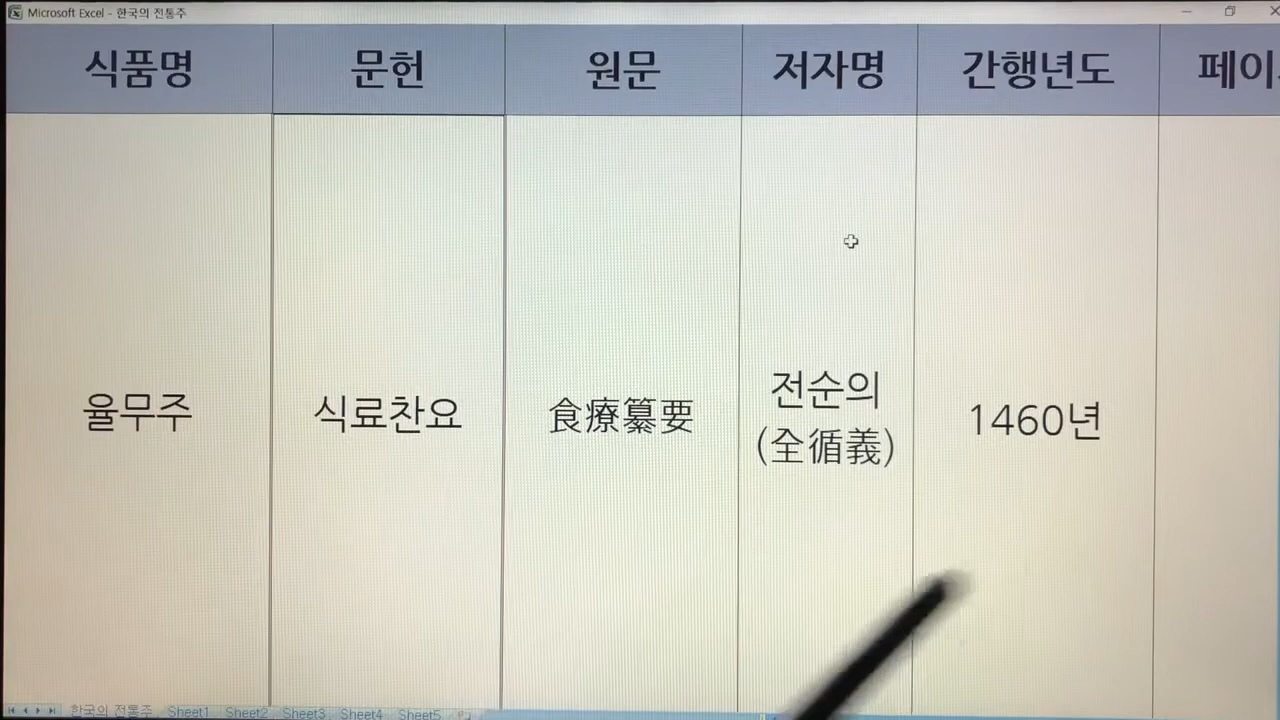 Microsoft Excel - 한국의 전통주
식품명 문헌 원문 저자명 간행년도 페이
율무주 식료찬요 食療纂要 전순의 (全循義) 1460년
한국의 전통주 Sheet1 Sheet2 Sheet3 Sheet4 Sheet5